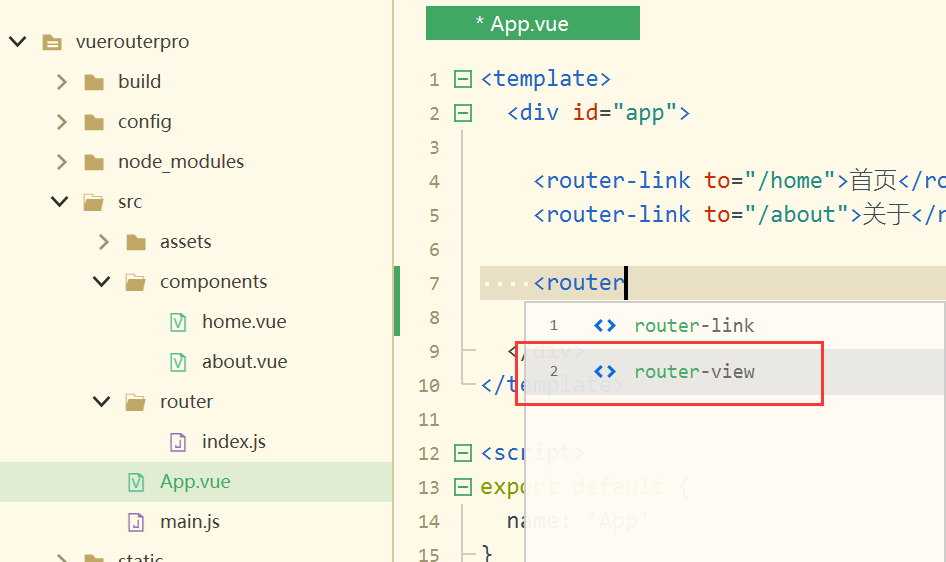 vuerouterpro
build
config
node_modules
src
assets
components
home.vue
about.vue
router
index.js
App.vue
main.js
static
* App.vue
1 <template>
2 <div id="app">
3
4 <router-link to="/home">首页</ro
5 <router-link to="/about">关于</r
6
7 <router
8
1 <> router-link
9 </div>
2 <> router-view
10 </template>
11
12 <script>
13 export default {
14 name: 'App'
15 }